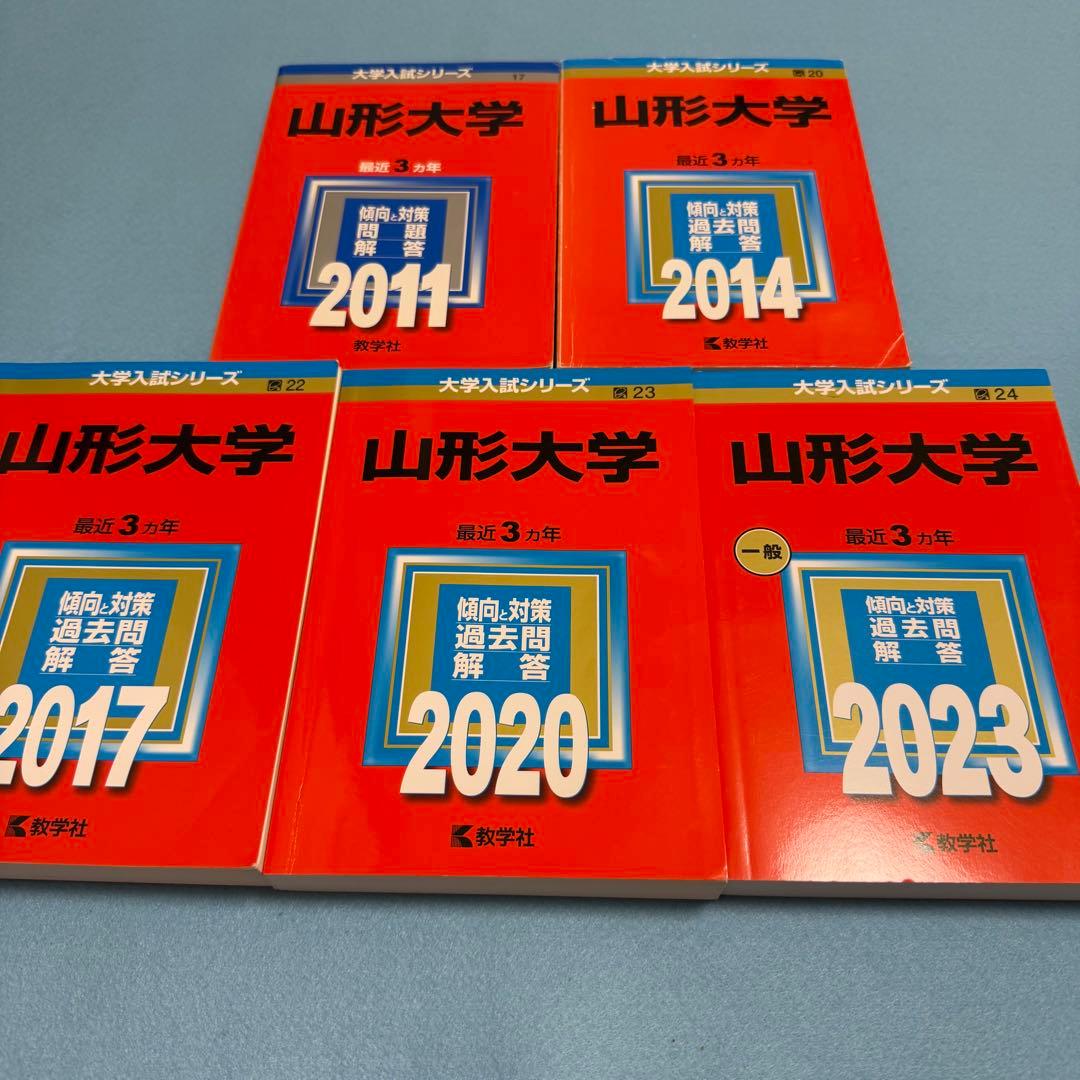 大学入試シリーズ
17
山形大学
最近3ヵ年
傾向と対策
問題
解答
2011
教学社
大学入試シリーズ
20
山形大学
最近3ヵ年
傾向と対策
過去問
解答
2014
教学社
大学入試シリーズ
22
山形大学
最近3ヵ年
傾向と対策
過去問
解答
2017
教学社
大学入試シリーズ
23
山形大学
最近3ヵ年
傾向と対策
過去問
解答
2020
教学社
大学入試シリーズ
24
山形大学
最近3ヵ年
一般
傾向と対策
過去問
解答
2023
教学社